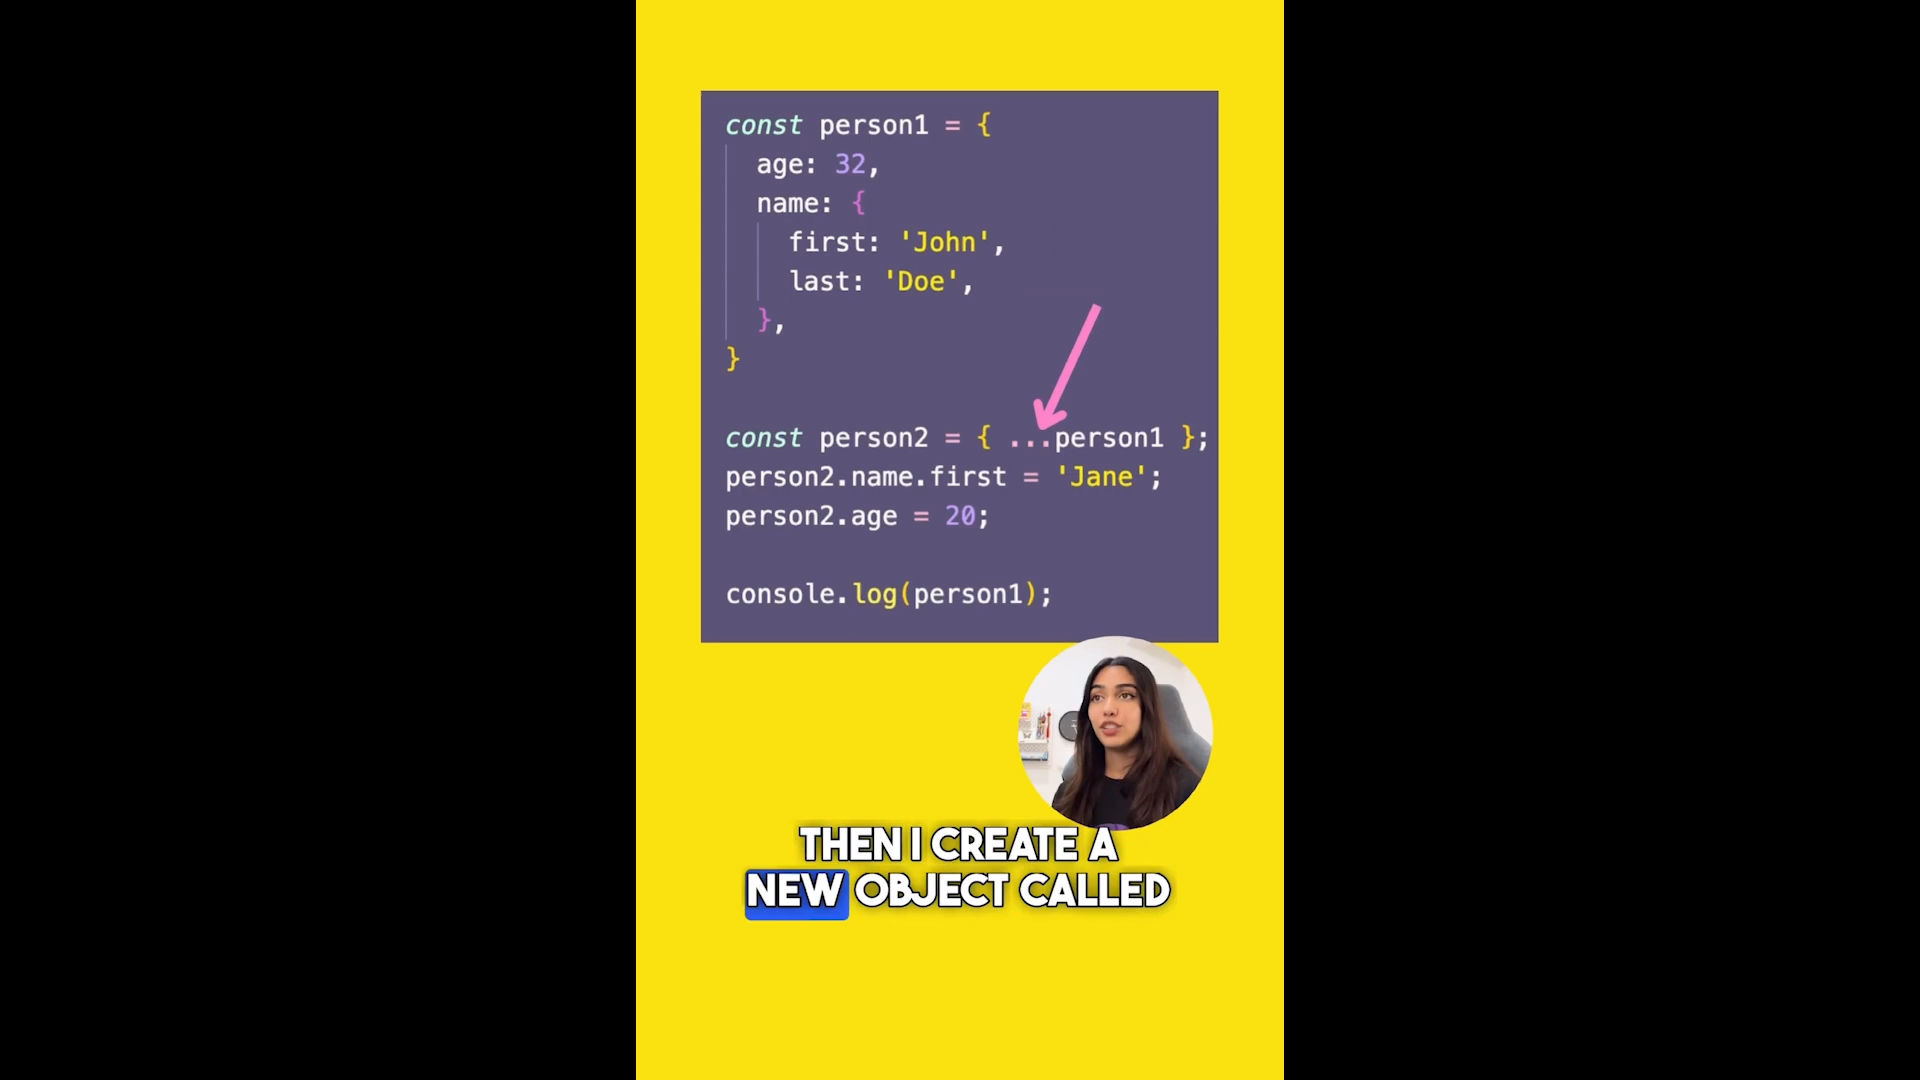 const person1 = {
age: 32,
name: {
first: 'John',
last: 'Doe',
},
}
const person2 = { ...person1 };
person2.name.first = 'Jane';
person2.age = 20;
console.log(person1);
THEN I CREATE A
NEW OBJECT CALLED